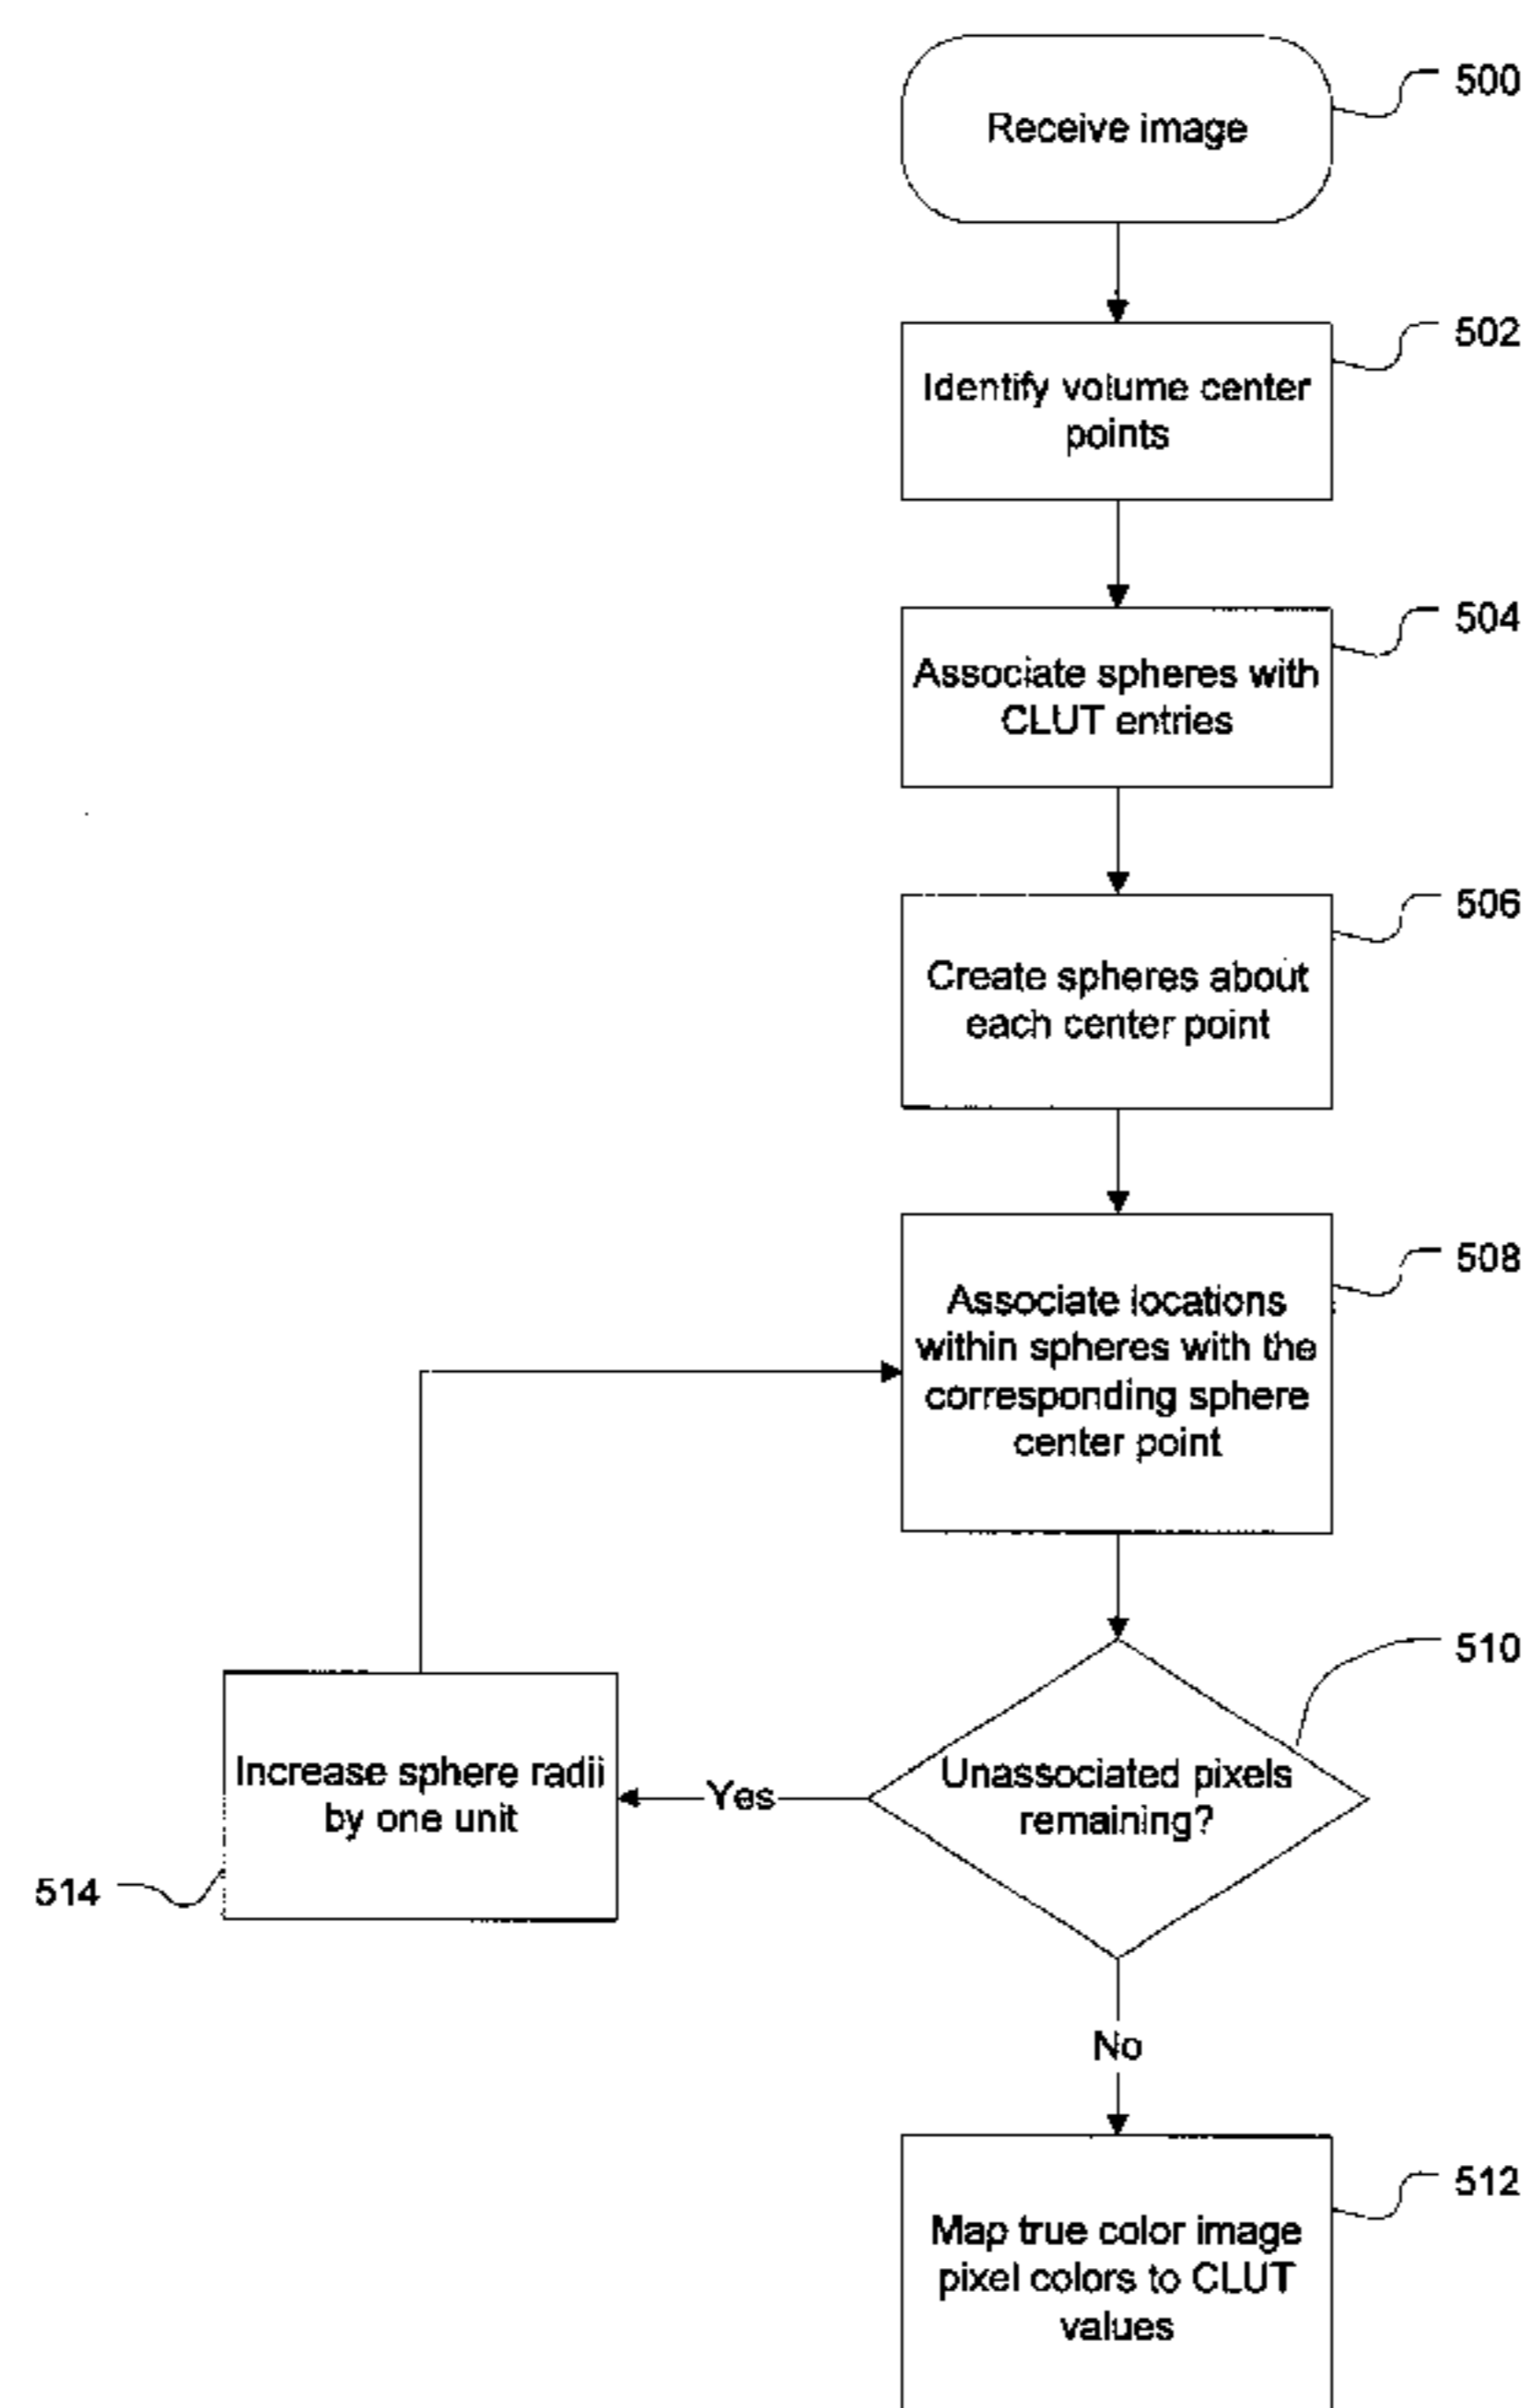 500
Receive image
502
Identify volume center
points
504
Associate spheres with
CLUT entries
506
Create spheres about
each center point
508
Associate locations
within spheres with the
corresponding sphere
center point
510
Unassociated pixels
remaining?
Yes
Increase sphere radii
by one unit
514
No
512
Map true color image
pixel colors to CLUT
values